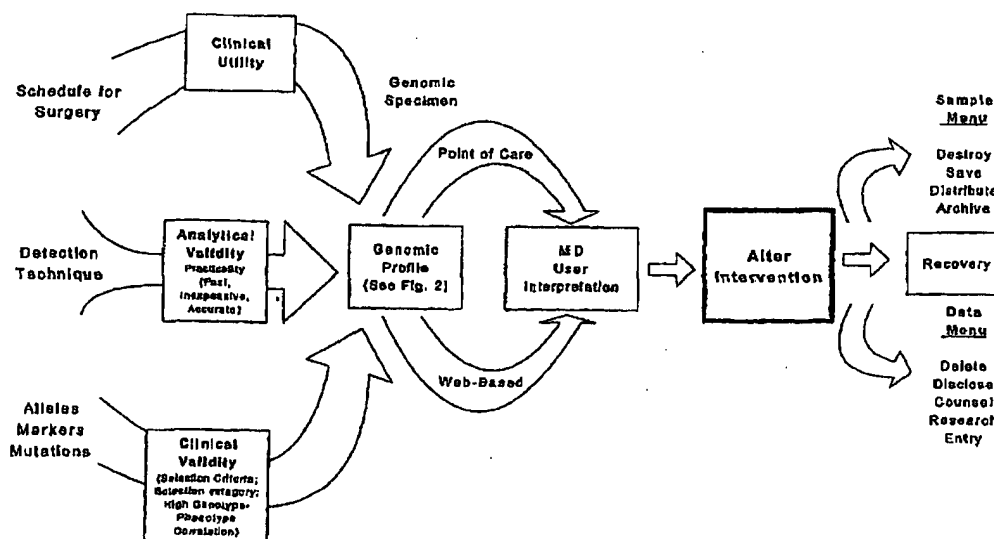 Clinical
Utility
Schedule for
Surgery
Genomic
Specimen
Point of Care
Detection
Technique
Analytical
Validity
Practicality
(Fast,
Inexpensive,
Accurate)
Genomic
Profile
(See Fig. 2)
MD
User
Interpretation
Web-Based
Alleles
Markers
Mutations
Clinical
Validity
(Selection Criteria;
Selection category;
High Genotype-
Phenotype
Correlation)
Alter
Intervention
Sample
Menu
Destroy
Save
Distribute
Archive
Recovery
Data
Menu
Delete
Disclose
Counsel
Research
Entry